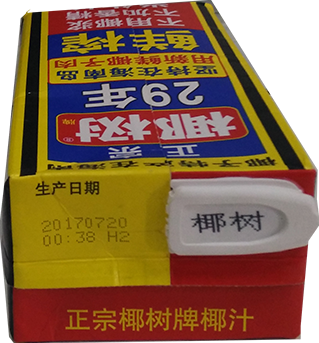 不用椰浆
不加香精
鲜榨
用新鲜椰子肉
坚持在海南岛
29年
椰树
牌
正宗
生产日期
20170720
00:38 H2
椰树
正宗椰树牌椰汁